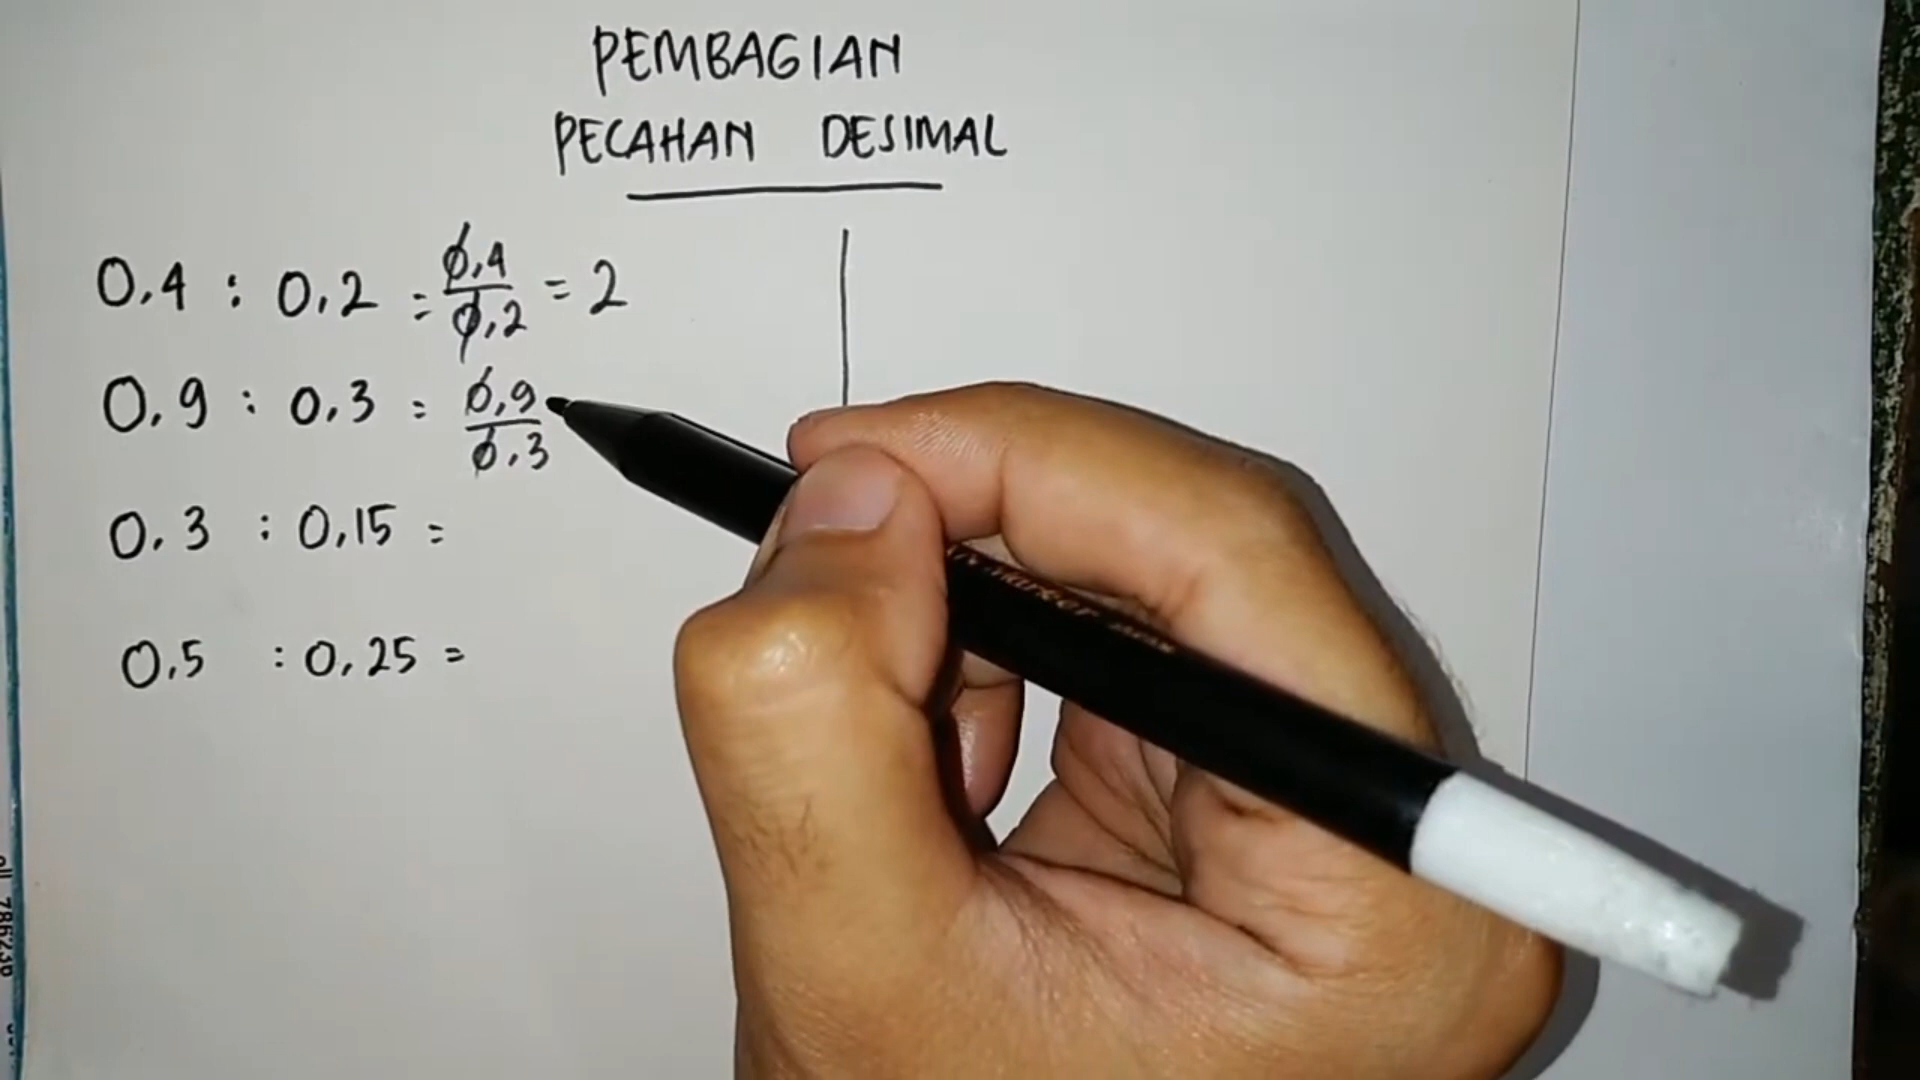 PEMBAGIAN
PECAHAN DESIMAL
0,4 : 0,2 = 0,4/0,2 = 2
0,9 : 0,3 = 0,9/0,3
0,3 : 0,15 =
0,5 : 0,25 =